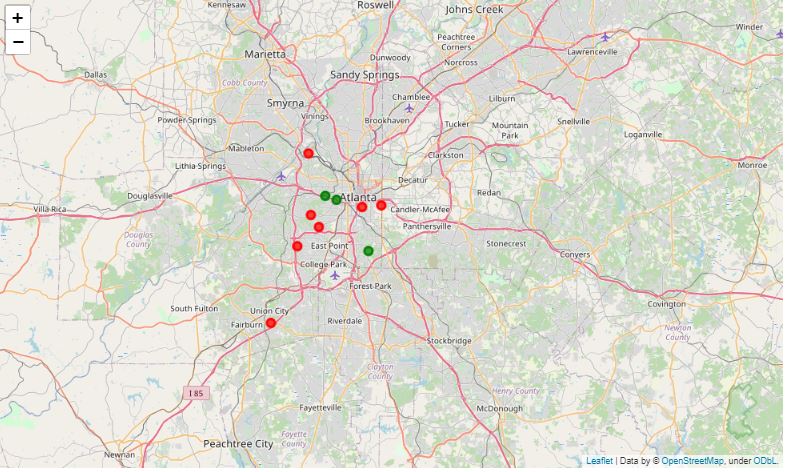 Kennesaw
Roswell
Johns Creek
+
−
Marietta
Peachtree
Corners
Lawrenceville
Winder
Dallas
Dunwoody
Norcross
Sandy Springs
Cobb County
Smyrna
Chamblee
Lilburn
Powder Springs
Vinings
Brookhaven
Tucker
Mountain
Park
Snellville
Loganville
Mableton
Clarkston
Lithia Springs
Monroe
Decatur
Douglasville
Atlanta
Redan
Villa Rica
Candler-McAfee
Panthersville
Douglas
County
East Point
Stonecrest
College Park
Conyers
Forest Park
South Fulton
Union City
Covington
Fairburn
Riverdale
Newton
County
Stockbridge
Clayton
County
Henry County
I 85
Fayetteville
McDonough
Fayette
County
Peachtree City
Newnan
Leaflet | Data by © OpenStreetMap, under ODbL.